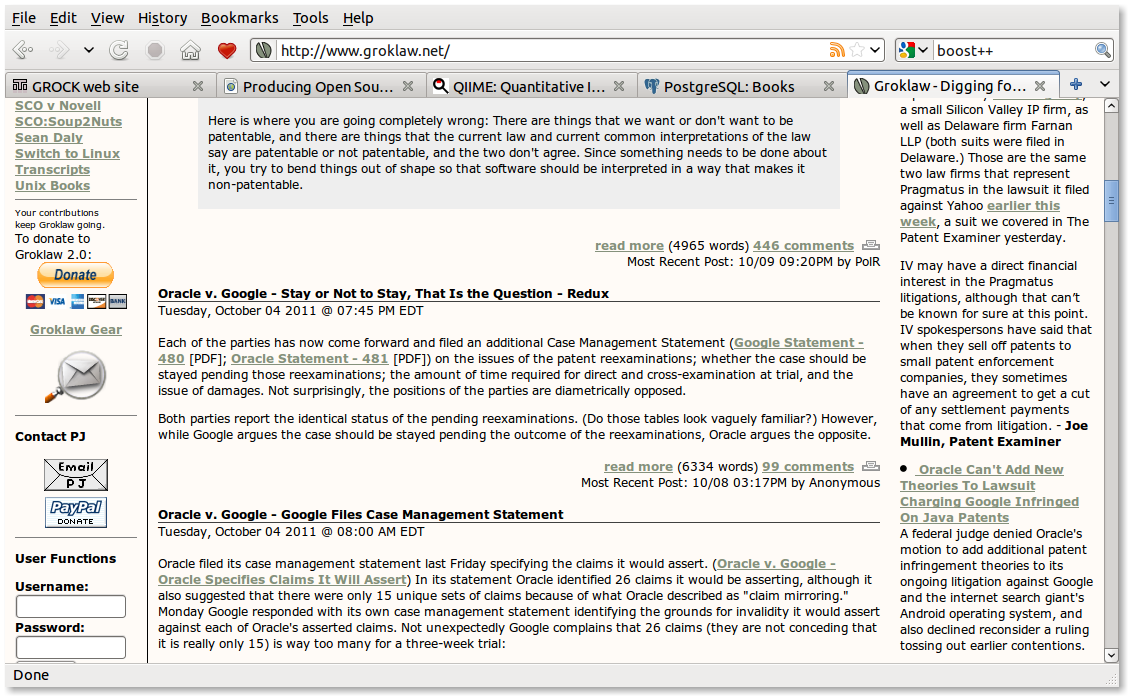 File Edit View History Bookmarks Tools Help
http://www.groklaw.net/
boost++
GROCK web site
Producing Open Sou...
QIIME: Quantitative I...
PostgreSQL: Books
Groklaw - Digging fo...
SCO v Novell
SCO:Soup2Nuts
Sean Daly
Switch to Linux
Transcripts
Unix Books
Your contributions
keep Groklaw going.
To donate to
Groklaw 2.0:
Donate
VISA
BANK
Groklaw Gear
Contact PJ
Email
PJ
PayPal
DONATE
User Functions
Username:
Password:
Here is where you are going completely wrong: There are things that we want or don't want to be
patentable, and there are things that the current law and current common interpretations of the law
say are patentable or not patentable, and the two don't agree. Since something needs to be done about
it, you try to bend things out of shape so that software should be interpreted in a way that makes it
non-patentable.
read more (4965 words) 446 comments
Most Recent Post: 10/09 09:20PM by PolR
Oracle v. Google - Stay or Not to Stay, That Is the Question - Redux
Tuesday, October 04 2011 @ 07:45 PM EDT
Each of the parties has now come forward and filed an additional Case Management Statement (Google Statement -
480 [PDF]; Oracle Statement - 481 [PDF]) on the issues of the patent reexaminations; whether the case should be
stayed pending those reexaminations; the amount of time required for direct and cross-examination at trial, and the
issue of damages. Not surprisingly, the positions of the parties are diametrically opposed.
Both parties report the identical status of the pending reexaminations. (Do those tables look vaguely familiar?) However,
while Google argues the case should be stayed pending the outcome of the reexaminations, Oracle argues the opposite.
read more (6334 words) 99 comments
Most Recent Post: 10/08 03:17PM by Anonymous
Oracle v. Google - Google Files Case Management Statement
Tuesday, October 04 2011 @ 08:00 AM EDT
Oracle filed its case management statement last Friday specifying the claims it would assert. (Oracle v. Google -
Oracle Specifies Claims It Will Assert) In its statement Oracle identified 26 claims it would be asserting, although it
also suggested that there were only 15 unique sets of claims because of what Oracle described as "claim mirroring."
Monday Google responded with its own case management statement identifying the grounds for invalidity it would assert
against each of Oracle's asserted claims. Not unexpectedly Google complains that 26 claims (they are not conceding that
it is really only 15) is way too many for a three-week trial:
a small Silicon Valley IP firm, as
well as Delaware firm Farnan
LLP (both suits were filed in
Delaware.) Those are the same
two law firms that represent
Pragmatus in the lawsuit it filed
against Yahoo earlier this
week, a suit we covered in The
Patent Examiner yesterday.
IV may have a direct financial
interest in the Pragmatus
litigations, although that can't
be known for sure at this point.
IV spokespersons have said that
when they sell off patents to
small patent enforcement
companies, they sometimes
have an agreement to get a cut
of any settlement payments
that come from litigation. - Joe
Mullin, Patent Examiner
Oracle Can't Add New
Theories To Lawsuit
Charging Google Infringed
On Java Patents
A federal judge denied Oracle's
motion to add additional patent
infringement theories to its
ongoing litigation against Google
and the internet search giant's
Android operating system, and
also declined reconsider a ruling
tossing out earlier contentions.
Done